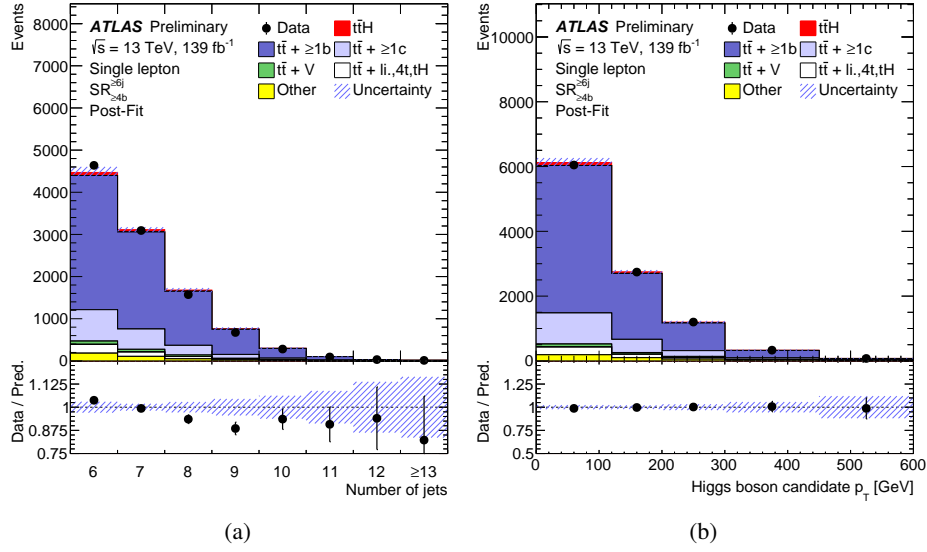 Events
ATLAS Preliminary
√s = 13 TeV, 139 fb⁻¹
Single lepton
SR≥6j≥4b
Post-Fit
Data
tt̄H
tt̄ + ≥1b
tt̄ + ≥1c
tt̄ + V
tt̄ + li.,4t,tH
Other
Uncertainty
8000
7000
6000
5000
4000
3000
2000
1000
0
Data / Pred.
1.125
1
0.875
0.75
6 7 8 9 10 11 12 ≥13
Number of jets
(a)
Events
ATLAS Preliminary
√s = 13 TeV, 139 fb⁻¹
Single lepton
SR≥6j≥4b
Post-Fit
Data
tt̄H
tt̄ + ≥1b
tt̄ + ≥1c
tt̄ + V
tt̄ + li.,4t,tH
Other
Uncertainty
10000
8000
6000
4000
2000
0
Data / Pred.
1.25
1
0.75
0.5
0 100 200 300 400 500 600
Higgs boson candidate p_T [GeV]
(b)